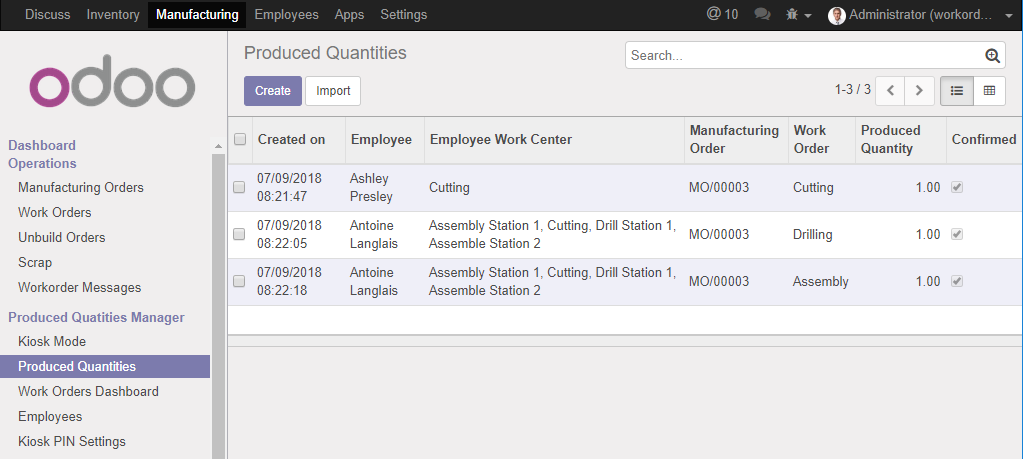 Discuss Inventory Manufacturing Employees Apps Settings @ 10 Administrator (workord...
odoo
Dashboard
Operations
Manufacturing Orders
Work Orders
Unbuild Orders
Scrap
Workorder Messages
Produced Quatities Manager
Kiosk Mode
Produced Quantities
Work Orders Dashboard
Employees
Kiosk PIN Settings
Produced Quantities
Search...
Create Import
1-3 / 3
Created on Employee Employee Work Center Manufacturing Order Work Order Produced Quantity Confirmed
07/09/2018 08:21:47 Ashley Presley Cutting MO/00003 Cutting 1.00
07/09/2018 08:22:05 Antoine Langlais Assembly Station 1, Cutting, Drill Station 1, Assemble Station 2 MO/00003 Drilling 1.00
07/09/2018 08:22:18 Antoine Langlais Assembly Station 1, Cutting, Drill Station 1, Assemble Station 2 MO/00003 Assembly 1.00